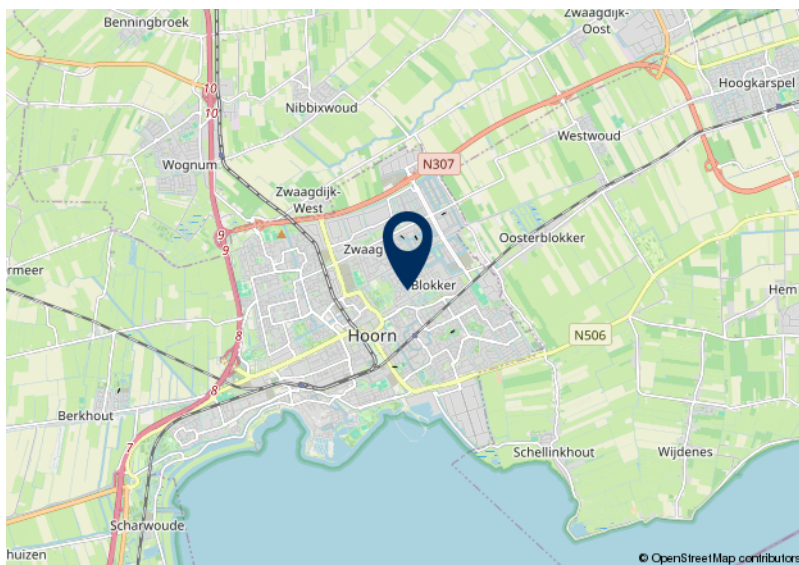 Benningbroek
Zwaagdijk-
Oost
10
10
Nibbixwoud
Hoogkarspel
Westwoud
N307
Wognum
Zwaagdijk-
West
9
9
Zwaag
Oosterblokker
ermeer
Blokker
Hem
8
Hoorn
N506
8
Berkhout
7
Schellinkhout
Wijdenes
Scharwoude
huizen
© OpenStreetMap contributors